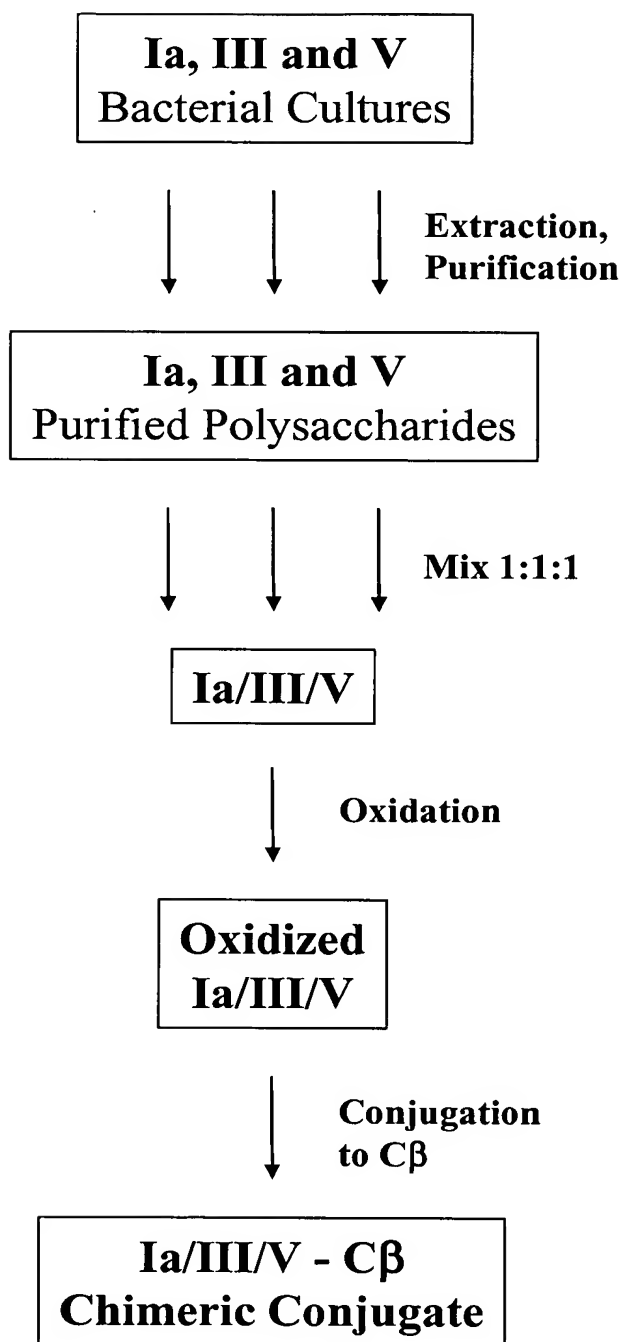 Ia, III and V
Bacterial Cultures
Extraction,
Purification
Ia, III and V
Purified Polysaccharides
Mix 1:1:1
Ia/III/V
Oxidation
Oxidized
Ia/III/V
Conjugation
to Cβ
Ia/III/V - Cβ
Chimeric Conjugate